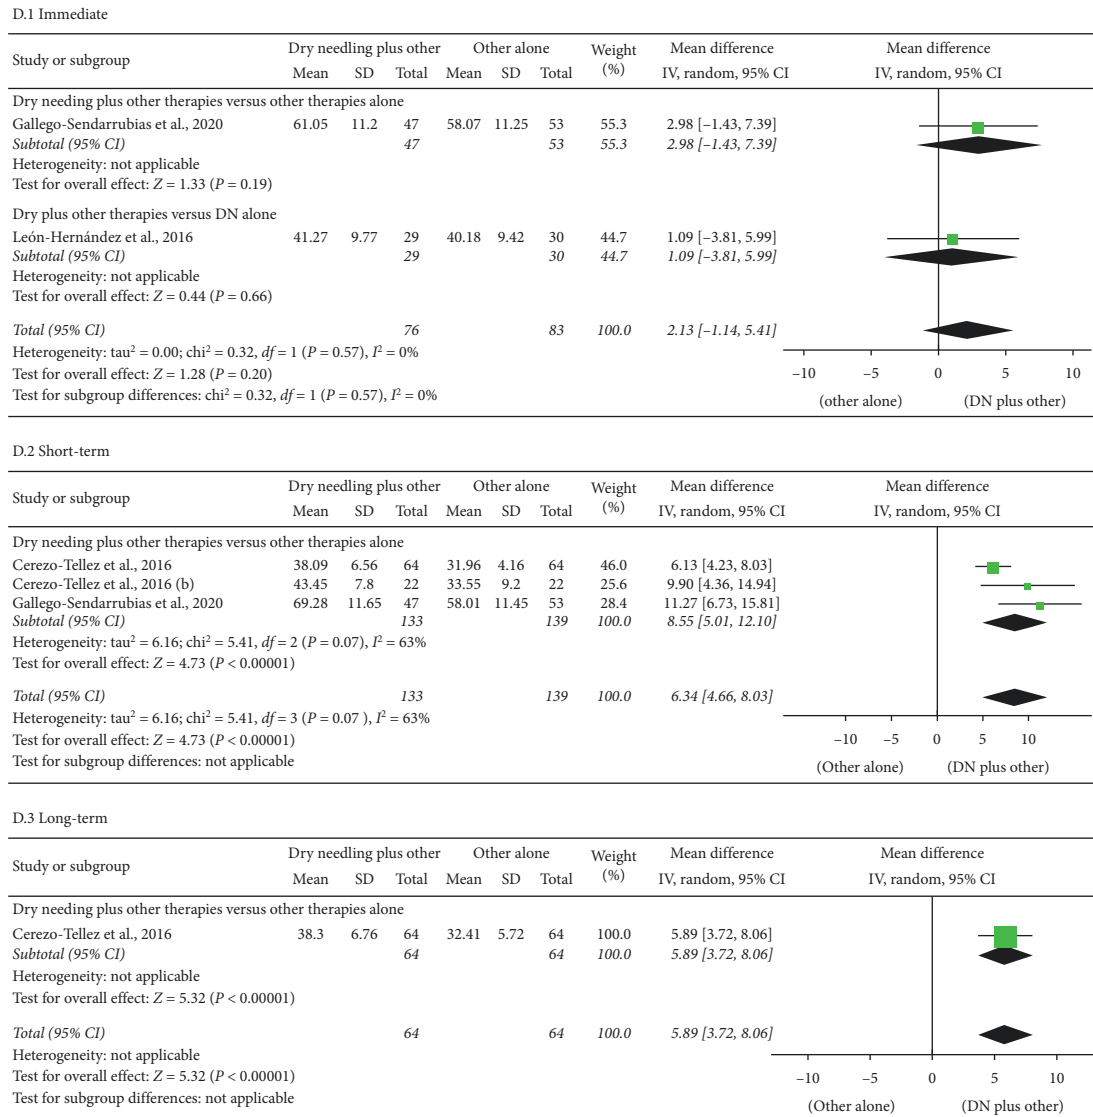 D.1 Immediate
Study or subgroup Dry needling plus other Other alone Weight (%) Mean difference Mean difference
Mean SD Total Mean SD Total IV, random, 95% CI IV, random, 95% CI
Dry needing plus other therapies versus other therapies alone
Gallego-Sendarrubias et al., 2020 61.05 11.2 47 58.07 11.25 53 55.3 2.98 [–1.43, 7.39]
Subtotal (95% CI) 47 53 55.3 2.98 [–1.43, 7.39]
Heterogeneity: not applicable
Test for overall effect: Z = 1.33 (P = 0.19)
Dry plus other therapies versus DN alone
León-Hernández et al., 2016 41.27 9.77 29 40.18 9.42 30 44.7 1.09 [–3.81, 5.99]
Subtotal (95% CI) 29 30 44.7 1.09 [–3.81, 5.99]
Heterogeneity: not applicable
Test for overall effect: Z = 0.44 (P = 0.66)
Total (95% CI) 76 83 100.0 2.13 [–1.14, 5.41]
Heterogeneity: tau² = 0.00; chi² = 0.32, df = 1 (P = 0.57), I² = 0%
Test for overall effect: Z = 1.28 (P = 0.20)
Test for subgroup differences: chi² = 0.32, df = 1 (P = 0.57), I² = 0%
–10 –5 0 5 10
(other alone) (DN plus other)
D.2 Short-term
Study or subgroup Dry needling plus other Other alone Weight (%) Mean difference Mean difference
Mean SD Total Mean SD Total IV, random, 95% CI IV, random, 95% CI
Dry needing plus other therapies versus other therapies alone
Cerezo-Tellez et al., 2016 38.09 6.56 64 31.96 4.16 64 46.0 6.13 [4.23, 8.03]
Cerezo-Tellez et al., 2016 (b) 43.45 7.8 22 33.55 9.2 22 25.6 9.90 [4.36, 14.94]
Gallego-Sendarrubias et al., 2020 69.28 11.65 47 58.01 11.45 53 28.4 11.27 [6.73, 15.81]
Subtotal (95% CI) 133 139 100.0 8.55 [5.01, 12.10]
Heterogeneity: tau² = 6.16; chi² = 5.41, df = 2 (P = 0.07), I² = 63%
Test for overall effect: Z = 4.73 (P < 0.00001)
Total (95% CI) 133 139 100.0 6.34 [4.66, 8.03]
Heterogeneity: tau² = 6.16; chi² = 5.41, df = 3 (P = 0.07 ), I² = 63%
Test for overall effect: Z = 4.73 (P < 0.00001)
Test for subgroup differences: not applicable
–10 –5 0 5 10
(Other alone) (DN plus other)
D.3 Long-term
Study or subgroup Dry needling plus other Other alone Weight (%) Mean difference Mean difference
Mean SD Total Mean SD Total IV, random, 95% CI IV, random, 95% CI
Dry needing plus other therapies versus other therapies alone
Cerezo-Tellez et al., 2016 38.3 6.76 64 32.41 5.72 64 100.0 5.89 [3.72, 8.06]
Subtotal (95% CI) 64 64 100.0 5.89 [3.72, 8.06]
Heterogeneity: not applicable
Test for overall effect: Z = 5.32 (P < 0.00001)
Total (95% CI) 64 64 100.0 5.89 [3.72, 8.06]
Heterogeneity: not applicable
Test for overall effect: Z = 5.32 (P < 0.00001)
Test for subgroup differences: not applicable
–10 –5 0 5 10
(Other alone) (DN plus other)